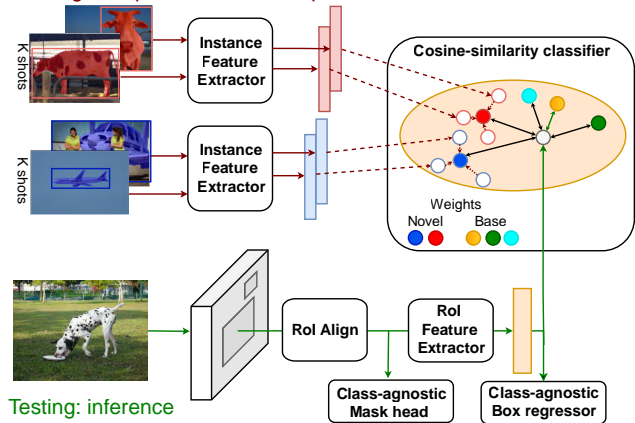 K shots
Instance
Feature
Extractor
Cosine-similarity classifier
K shots
Instance
Feature
Extractor
Weights
Novel
Base
RoI Align
RoI
Feature
Extractor
Class-agnostic
Mask head
Class-agnostic
Box regressor
Testing: inference